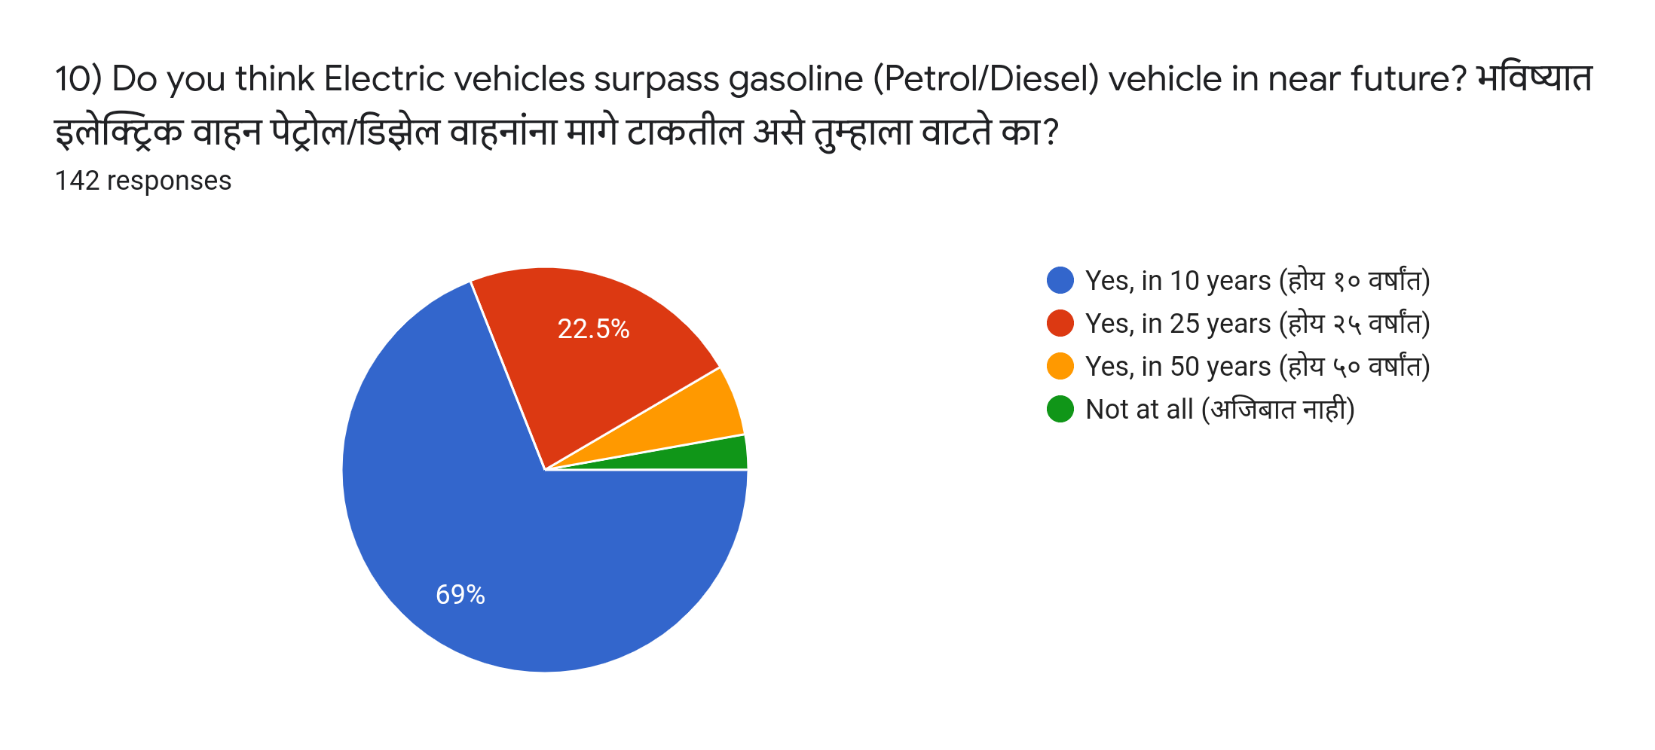 10) Do you think Electric vehicles surpass gasoline (Petrol/Diesel) vehicle in near future? भविष्यात
इलेक्ट्रिक वाहन पेट्रोल/डिझेल वाहनांना मागे टाकतील असे तुम्हाला वाटते का?
142 responses
22.5%
69%
Yes, in 10 years (होय १० वर्षांत)
Yes, in 25 years (होय २५ वर्षांत)
Yes, in 50 years (होय ५० वर्षांत)
Not at all (अजिबात नाही)